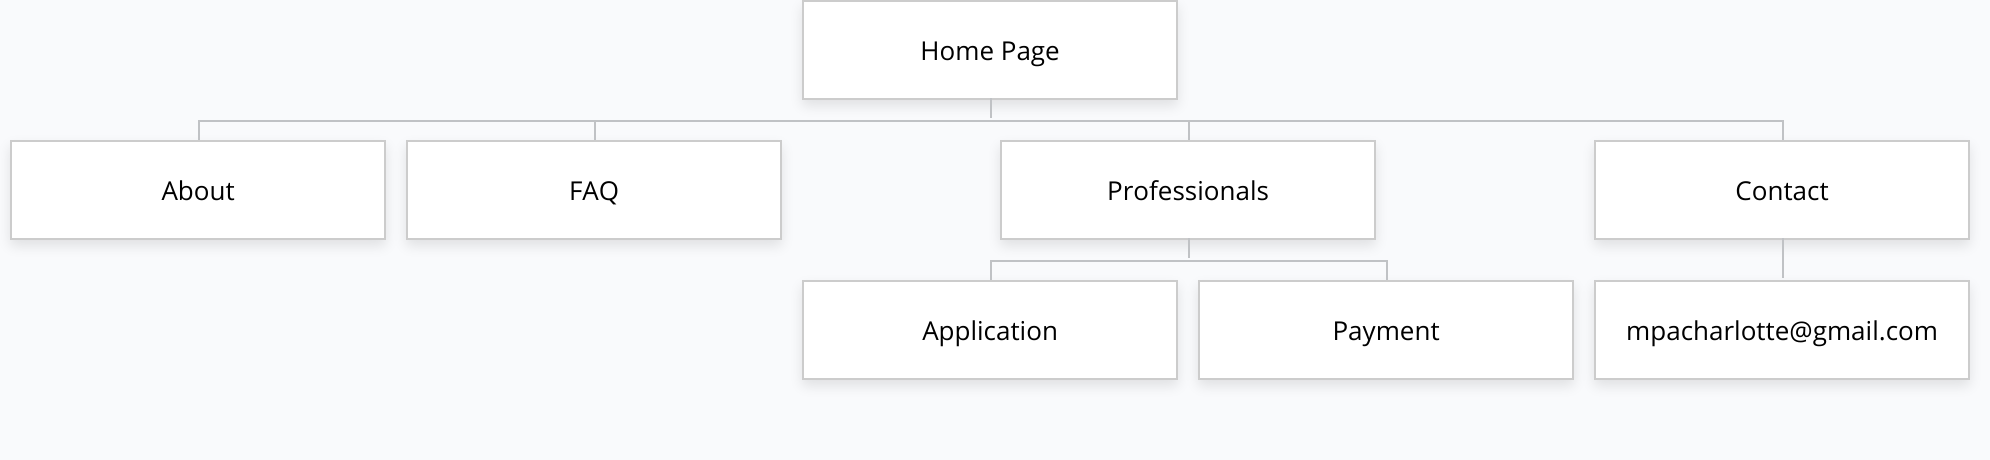 Home Page
About
FAQ
Professionals
Contact
Application
Payment
mpacharlotte@gmail.com